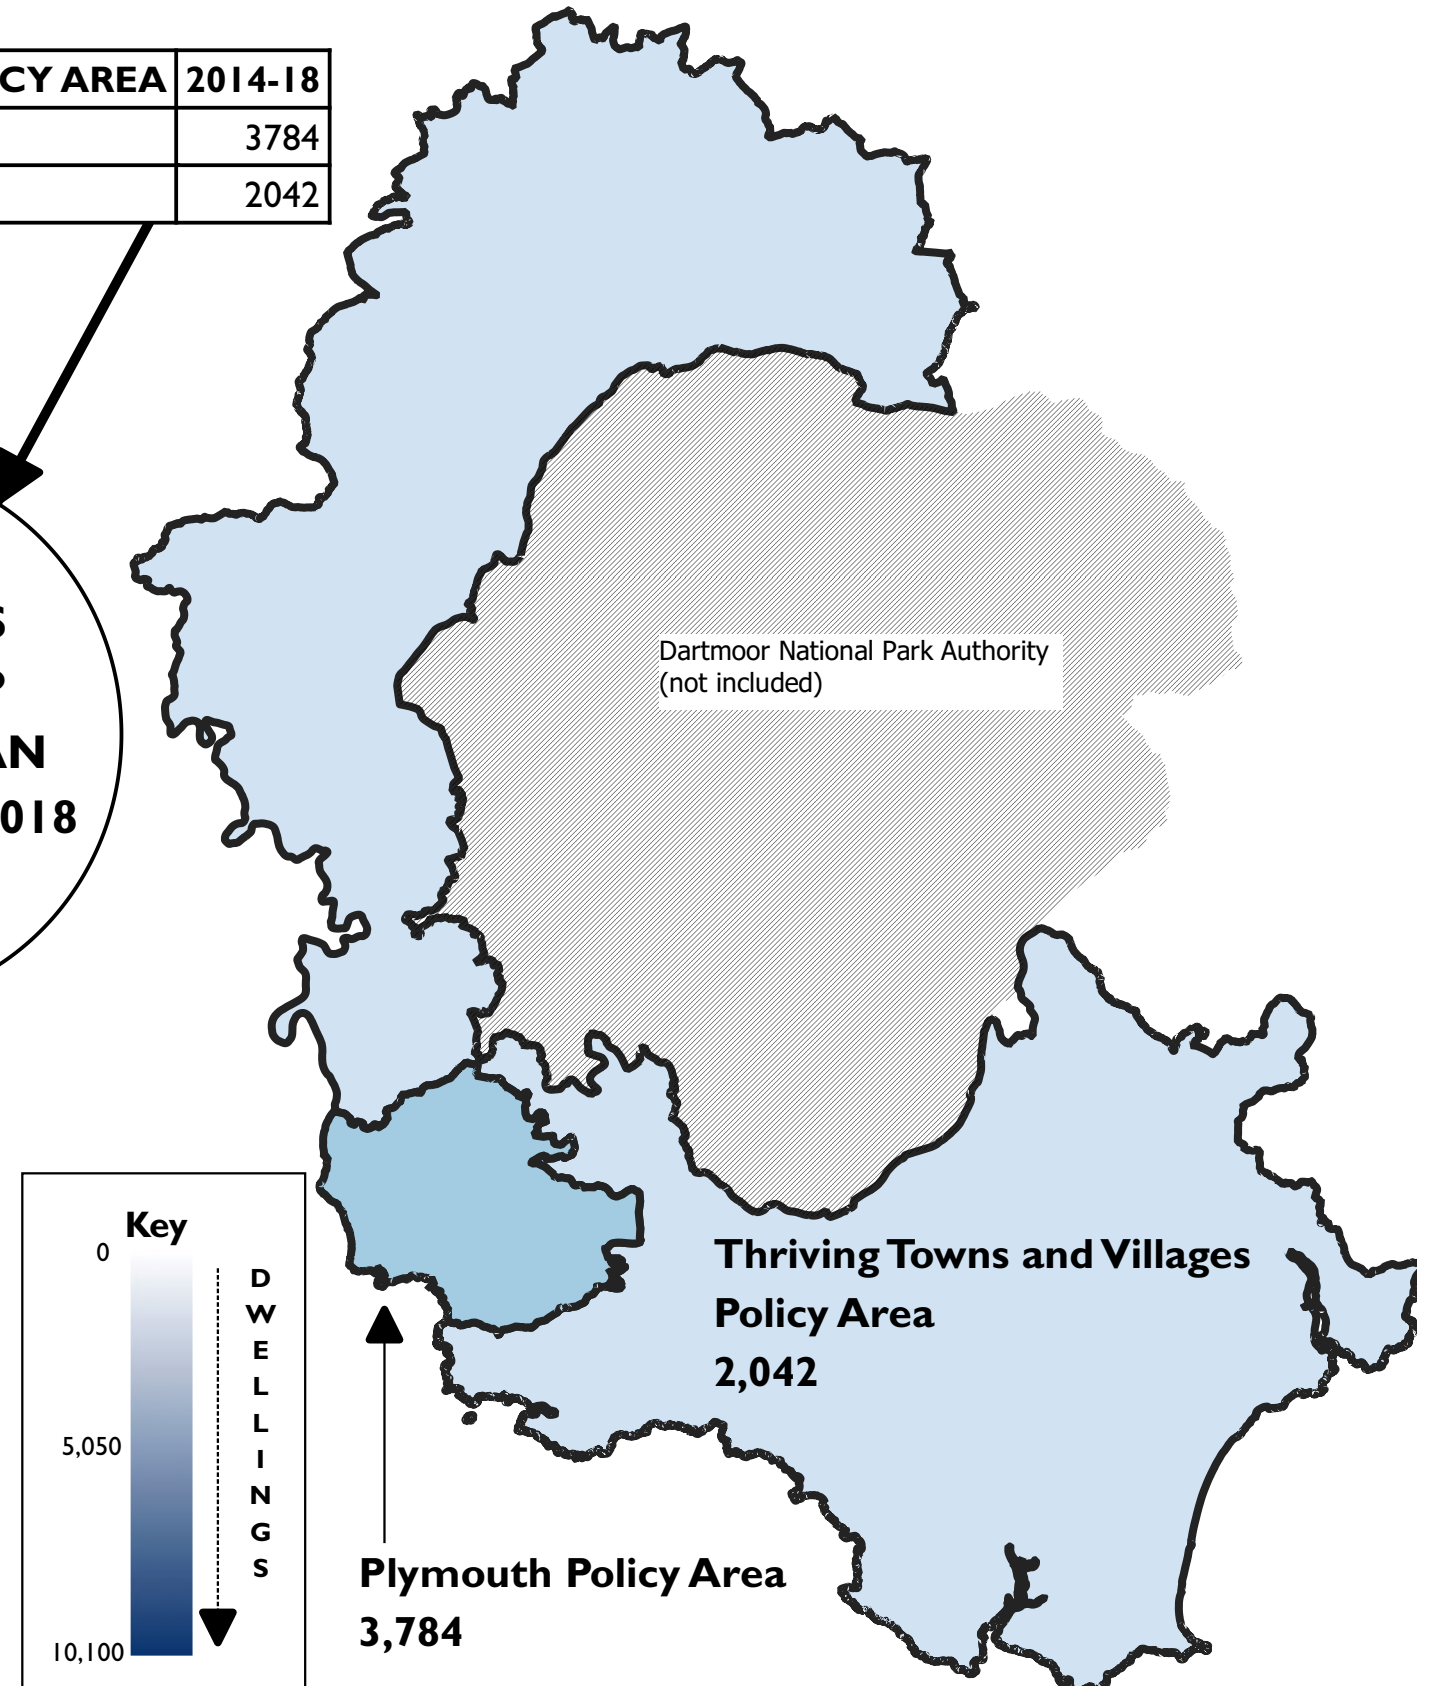 CY AREA 2014-18
3784
2042
AN
018
Dartmoor National Park Authority
(not included)
Thriving Towns and Villages
Policy Area
2,042
Key
0
5,050
10,100
DWELLINGS
Plymouth Policy Area
3,784